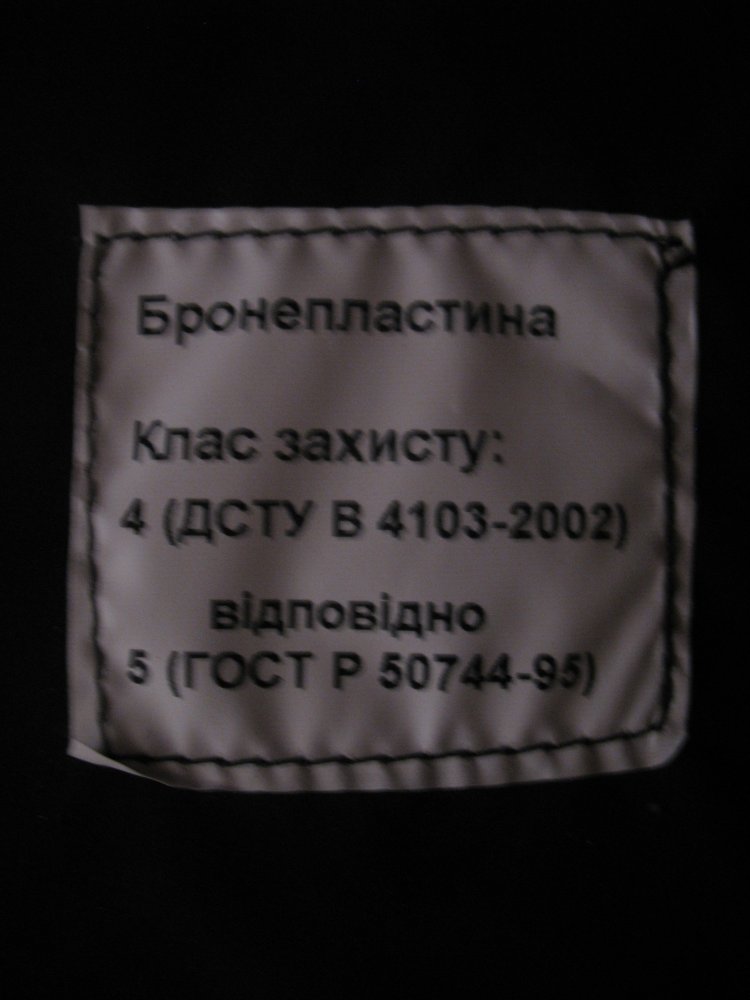 Бронепластина
Клас захисту:
4 (ДСТУ В 4103-2002)
відповідно
5 (ГОСТ Р 50744-95)